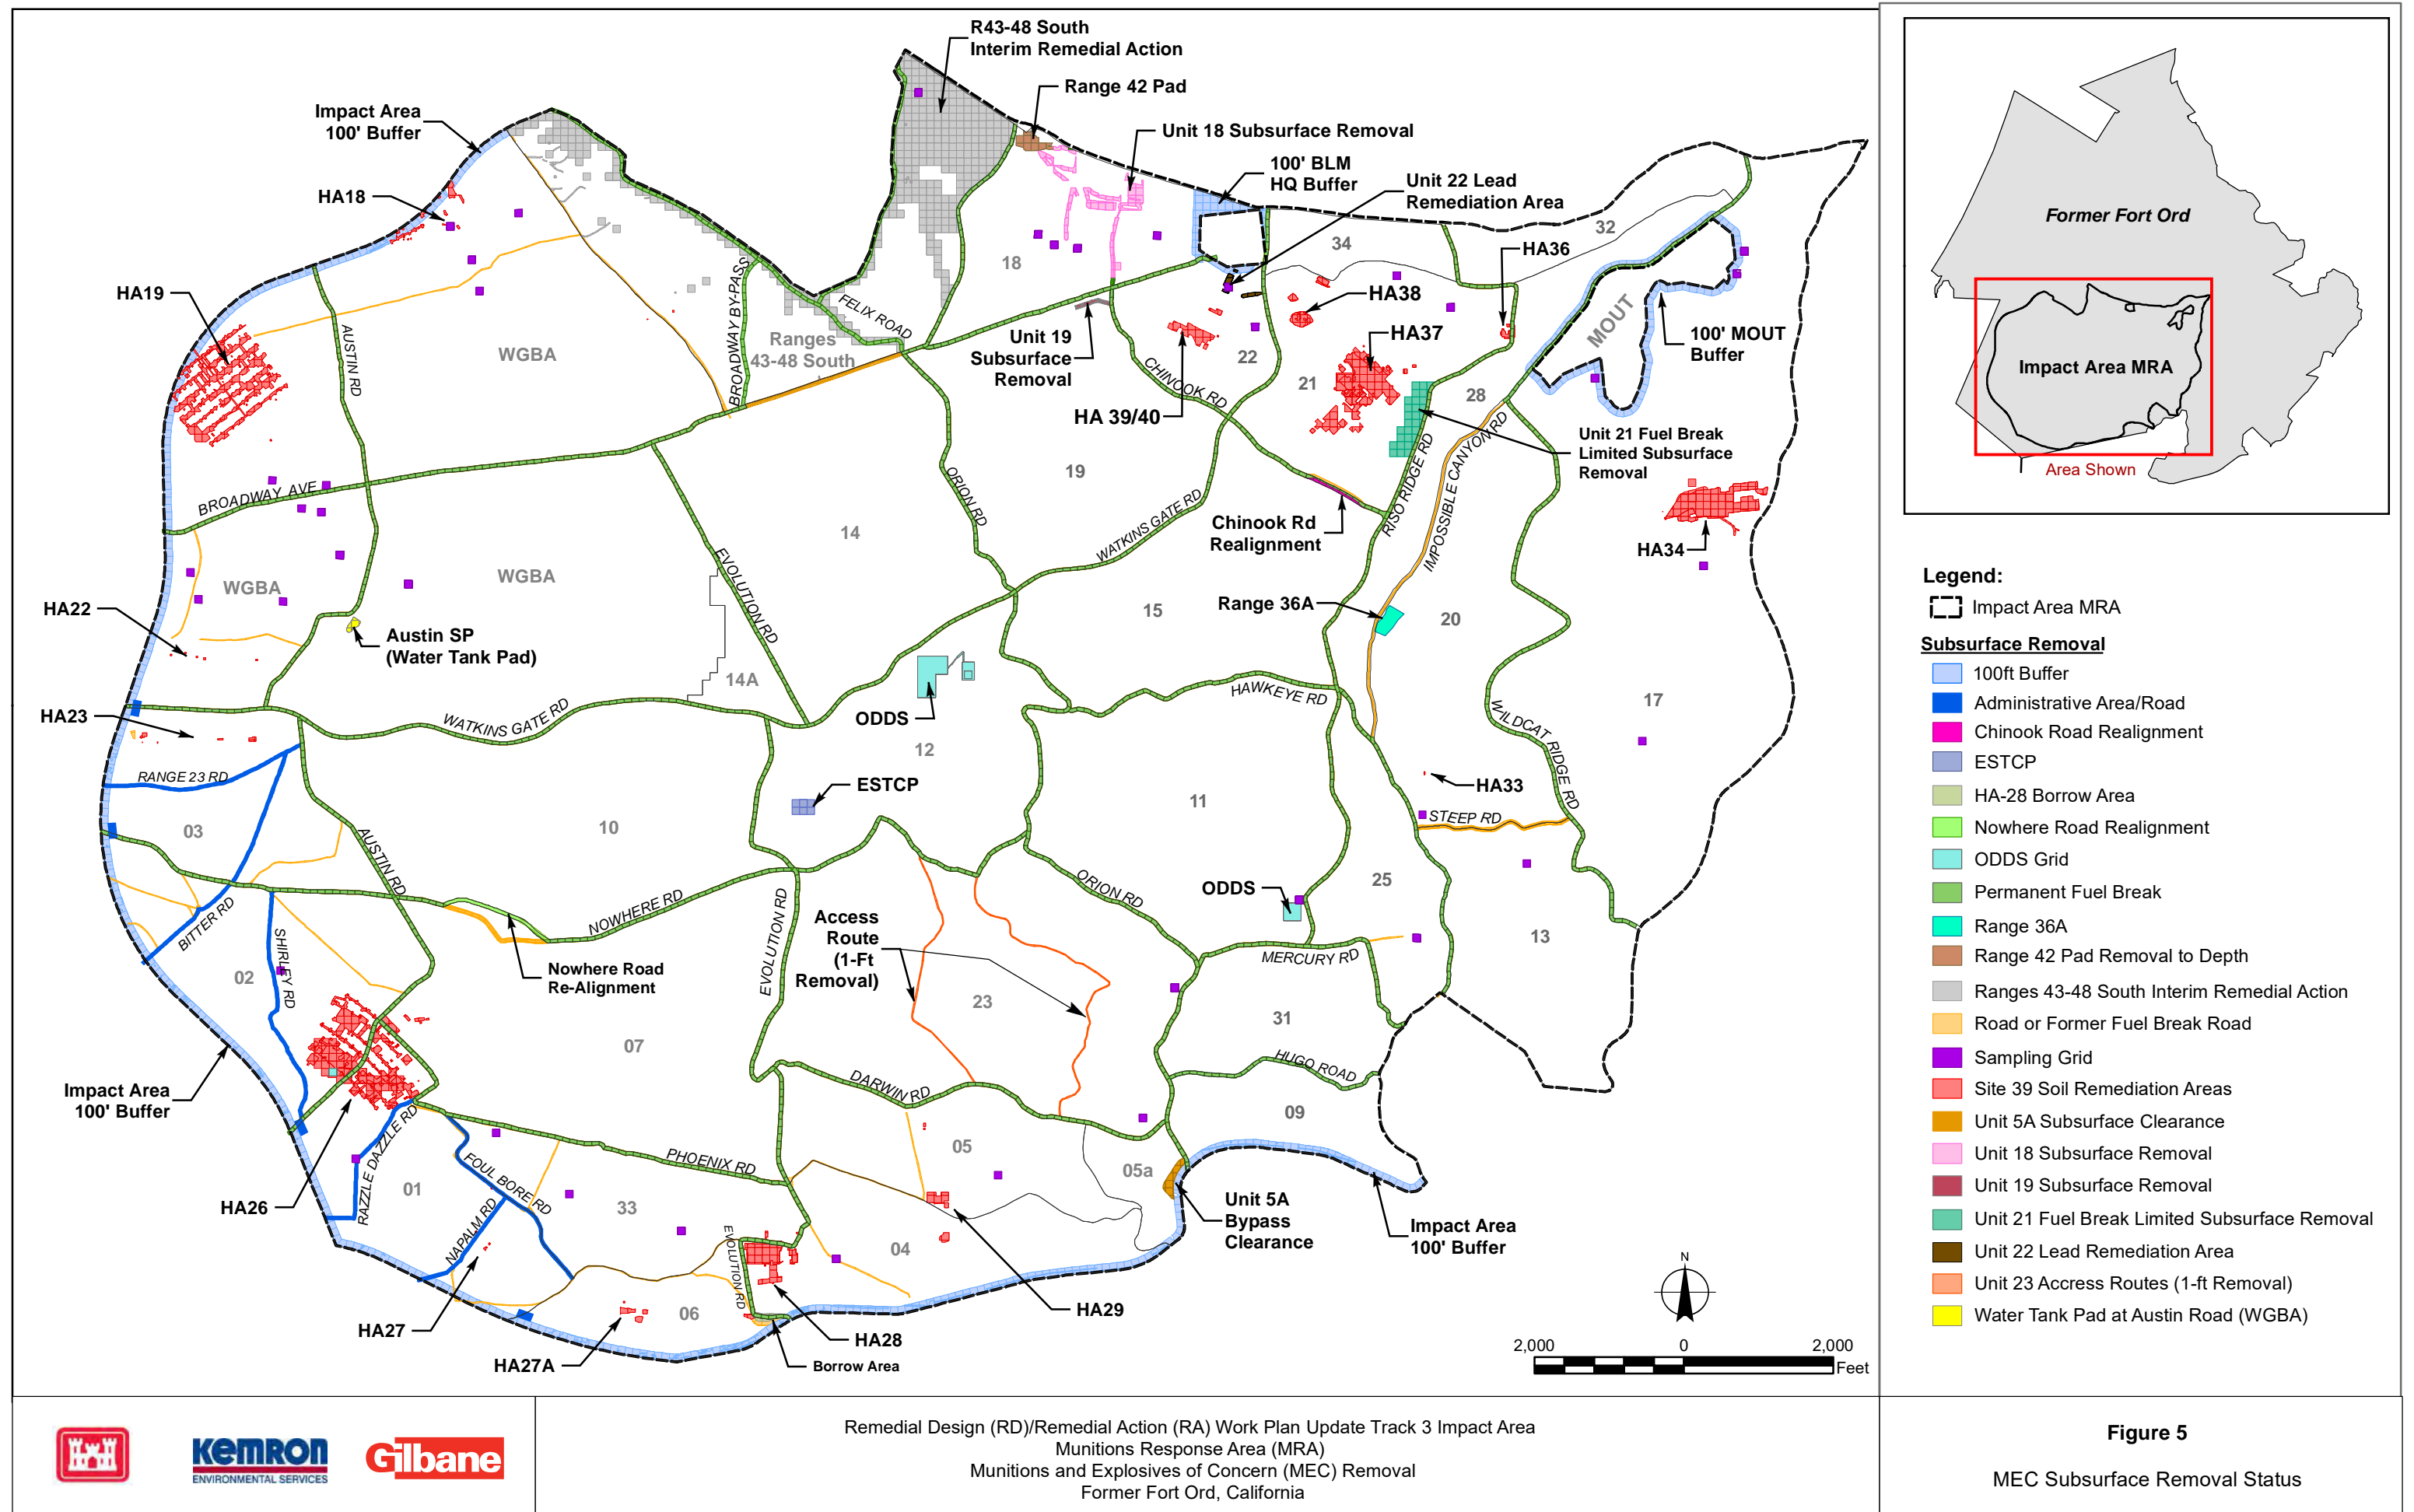 R43-48 South
Interim Remedial Action
Range 42 Pad
Impact Area
100' Buffer
Unit 18 Subsurface Removal
100' BLM
HQ Buffer
Unit 22 Lead
Remediation Area
HA18
HA36
32
34
18
HA19
HA38
MOUT
100' MOUT
Buffer
AUSTIN RD
WGBA
BROADWAY BY-PASS
FELIX ROAD
Ranges
43-48 South
Unit 19
Subsurface
Removal
HA37
22
21
28
CHINOOK RD
HA 39/40
Unit 21 Fuel Break
Limited Subsurface
Removal
RISO RIDGE RD
IMPOSSIBLE CANYON RD
BROADWAY AVE
ORION RD
19
WATKINS GATE RD
Chinook Rd
Realignment
HA34
14
EVOLUTION RD
WGBA
WGBA
HA22
Austin SP
(Water Tank Pad)
15
Range 36A
20
14A
ODDS
12
HAWKEYE RD
17
HA23
WATKINS GATE RD
WILDCAT RIDGE RD
RANGE 23 RD
ESTCP
HA33
11
STEEP RD
03
10
AUSTIN RD
25
ORION RD
ODDS
BITTER RD
SHIRLEY RD
NOWHERE RD
EVOLUTION RD
Access
Route
(1-Ft
Removal)
13
MERCURY RD
02
Nowhere Road
Re-Alignment
23
31
07
HUGO ROAD
Impact Area
100' Buffer
DARWIN RD
09
RAZZLE DAZZLE RD
PHOENIX RD
05
05a
01
FOUL BORE RD
HA26
33
NAPALM RD
Unit 5A
Bypass
Clearance
Impact Area
100' Buffer
EVOLUTION RD
04
HA29
06
HA27
HA28
HA27A
Borrow Area
N
2,000
0
2,000
Feet
Former Fort Ord
Impact Area MRA
Area Shown
Legend:
Impact Area MRA
Subsurface Removal
100ft Buffer
Administrative Area/Road
Chinook Road Realignment
ESTCP
HA-28 Borrow Area
Nowhere Road Realignment
ODDS Grid
Permanent Fuel Break
Range 36A
Range 42 Pad Removal to Depth
Ranges 43-48 South Interim Remedial Action
Road or Former Fuel Break Road
Sampling Grid
Site 39 Soil Remediation Areas
Unit 5A Subsurface Clearance
Unit 18 Subsurface Removal
Unit 19 Subsurface Removal
Unit 21 Fuel Break Limited Subsurface Removal
Unit 22 Lead Remediation Area
Unit 23 Accress Routes (1-ft Removal)
Water Tank Pad at Austin Road (WGBA)
KEMRON
ENVIRONMENTAL SERVICES
Gilbane
Remedial Design (RD)/Remedial Action (RA) Work Plan Update Track 3 Impact Area
Munitions Response Area (MRA)
Munitions and Explosives of Concern (MEC) Removal
Former Fort Ord, California
Figure 5
MEC Subsurface Removal Status